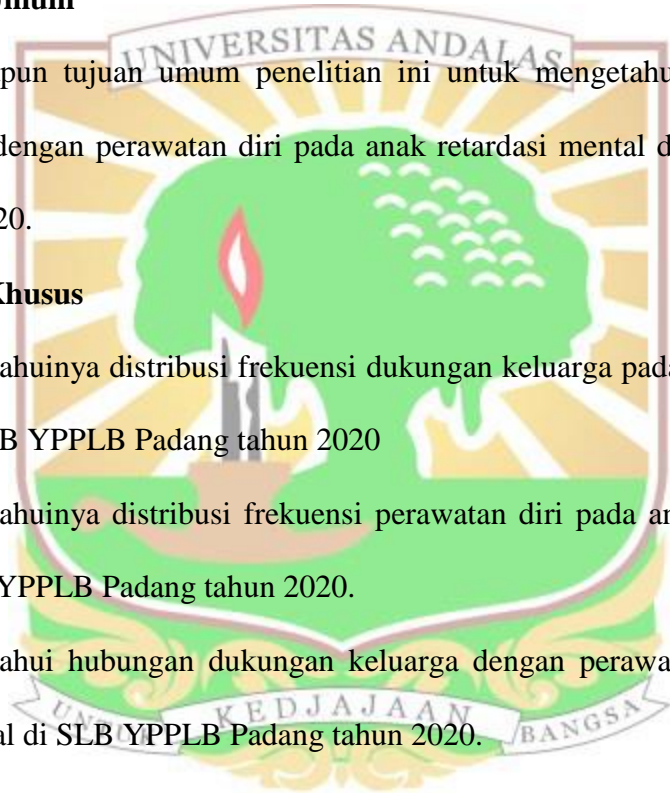 Umum
UNIVERSITAS ANDALAS
pun tujuan umum penelitian ini untuk mengetahu
dengan perawatan diri pada anak retardasi mental d
20.
Khusus
ahuinya distribusi frekuensi dukungan keluarga pada
B YPPLB Padang tahun 2020
ahuinya distribusi frekuensi perawatan diri pada an
YPPLB Padang tahun 2020.
ahui hubungan dukungan keluarga dengan perawa
al di SLB YPPLB Padang tahun 2020.
UNTUK KEDJAJAAN BANGSA